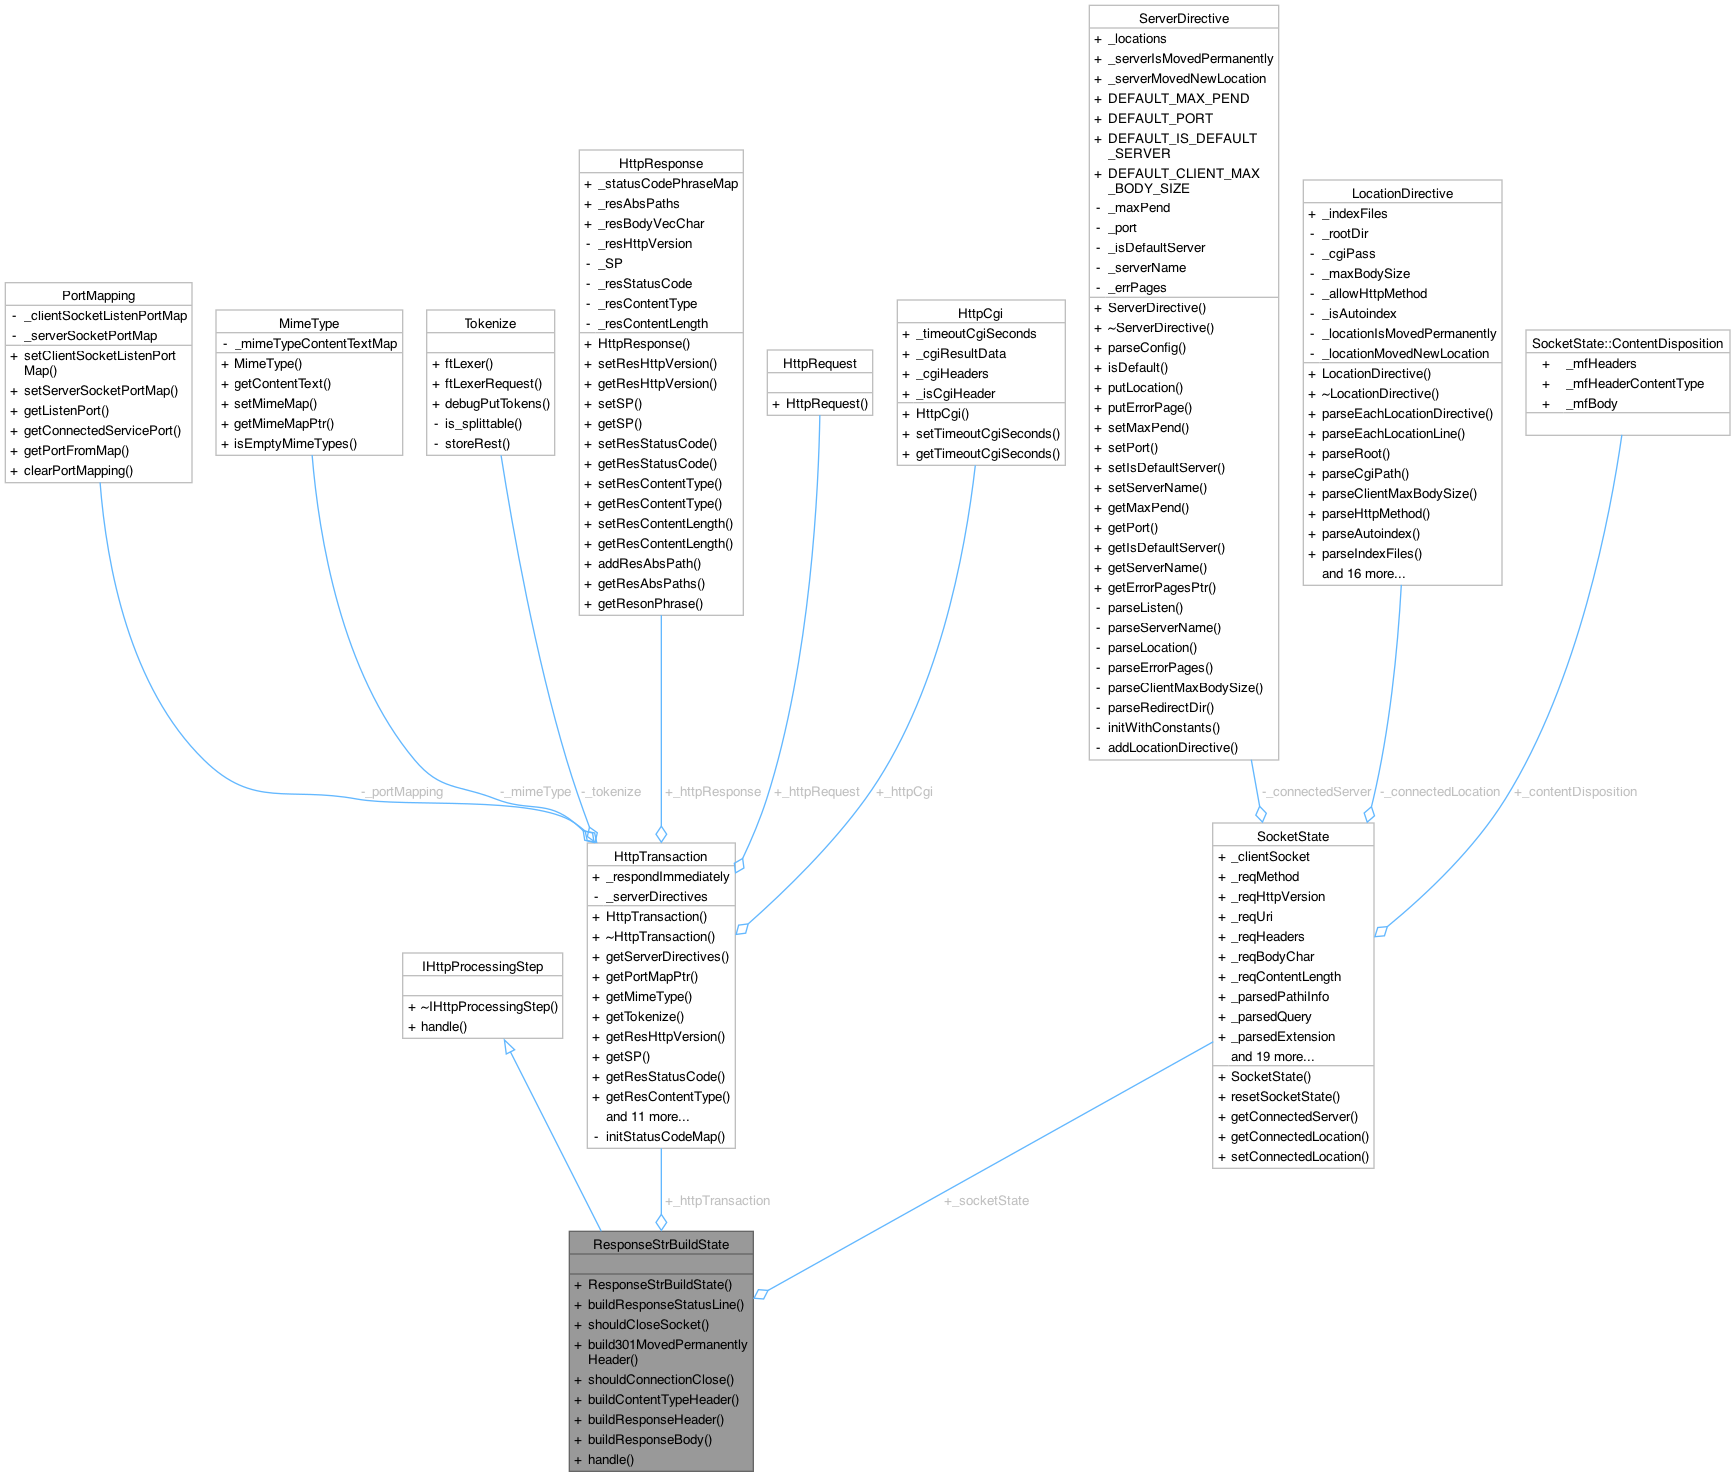 ServerDirective
+ _locations
+ _serverIsMovedPermanently
+ _serverMovedNewLocation
+ DEFAULT_MAX_PEND
+ DEFAULT_PORT
+ DEFAULT_IS_DEFAULT
_SERVER
+ DEFAULT_CLIENT_MAX
_BODY_SIZE
- _maxPend
- _port
- _isDefaultServer
- _serverName
- _errPages
+ ServerDirective()
+ ~ServerDirective()
+ parseConfig()
+ isDefault()
+ putLocation()
+ putErrorPage()
+ setMaxPend()
+ setPort()
+ setIsDefaultServer()
+ setServerName()
+ getMaxPend()
+ getPort()
+ getIsDefaultServer()
+ getServerName()
+ getErrorPagesPtr()
- parseListen()
- parseServerName()
- parseLocation()
- parseErrorPages()
- parseClientMaxBodySize()
- parseRedirectDir()
- initWithConstants()
- addLocationDirective()
HttpResponse
+ _statusCodePhraseMap
+ _resAbsPaths
+ _resBodyVecChar
- _resHttpVersion
- _SP
- _resStatusCode
- _resContentType
- _resContentLength
+ HttpResponse()
+ setResHttpVersion()
+ getResHttpVersion()
+ setSP()
+ getSP()
+ setResStatusCode()
+ getResStatusCode()
+ setResContentType()
+ getResContentType()
+ setResContentLength()
+ getResContentLength()
+ addResAbsPath()
+ getResAbsPaths()
+ getResonPhrase()
LocationDirective
+ _indexFiles
- _rootDir
- _cgiPass
- _maxBodySize
- _allowHttpMethod
- _isAutoindex
- _locationIsMovedPermanently
- _locationMovedNewLocation
+ LocationDirective()
+ ~LocationDirective()
+ parseEachLocationDirective()
+ parseEachLocationLine()
+ parseRoot()
+ parseCgiPath()
+ parseClientMaxBodySize()
+ parseHttpMethod()
+ parseAutoindex()
+ parseIndexFiles()
and 16 more...
PortMapping
- _clientSocketListenPortMap
- _serverSocketPortMap
+ setClientSocketListenPort
Map()
+ setServerSocketPortMap()
+ getListenPort()
+ getConnectedServicePort()
+ getPortFromMap()
+ clearPortMapping()
MimeType
- _mimeTypeContentTextMap
+ MimeType()
+ getContentText()
+ setMimeMap()
+ getMimeMapPtr()
+ isEmptyMimeTypes()
Tokenize
+ ftLexer()
+ ftLexerRequest()
+ debugPutTokens()
- is_splittable()
- storeRest()
HttpRequest
+ HttpRequest()
HttpCgi
+ _timeoutCgiSeconds
+ _cgiResultData
+ _cgiHeaders
+ _isCgiHeader
+ HttpCgi()
+ setTimeoutCgiSeconds()
+ getTimeoutCgiSeconds()
SocketState::ContentDisposition
+ _mfHeaders
+ _mfHeaderContentType
+ _mfBody
-_portMapping
-_mimeType
-_tokenize
+_httpResponse
+_httpRequest
+_httpCgi
-_connectedServer
-_connectedLocation
+_contentDisposition
HttpTransaction
+ _respondImmediately
- _serverDirectives
+ HttpTransaction()
+ ~HttpTransaction()
+ getServerDirectives()
+ getPortMapPtr()
+ getMimeType()
+ getTokenize()
+ getResHttpVersion()
+ getSP()
+ getResStatusCode()
+ getResContentType()
and 11 more...
- initStatusCodeMap()
SocketState
+ _clientSocket
+ _reqMethod
+ _reqHttpVersion
+ _reqUri
+ _reqHeaders
+ _reqBodyChar
+ _reqContentLength
+ _parsedPathiInfo
+ _parsedQuery
+ _parsedExtension
and 19 more...
+ SocketState()
+ resetSocketState()
+ getConnectedServer()
+ getConnectedLocation()
+ setConnectedLocation()
IHttpProcessingStep
+ ~IHttpProcessingStep()
+ handle()
+_httpTransaction
+_socketState
ResponseStrBuildState
+ ResponseStrBuildState()
+ buildResponseStatusLine()
+ shouldCloseSocket()
+ build301MovedPermanently
Header()
+ shouldConnectionClose()
+ buildContentTypeHeader()
+ buildResponseHeader()
+ buildResponseBody()
+ handle()